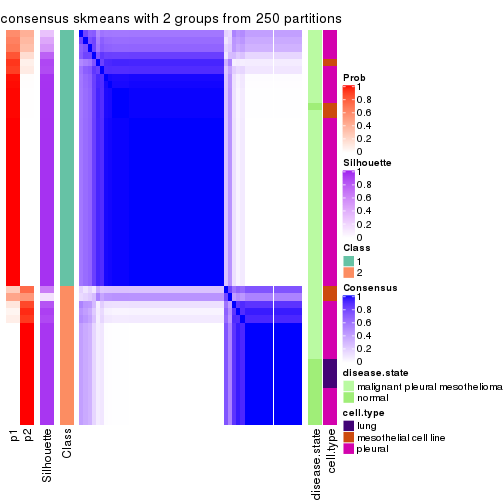 consensus skmeans with 2 groups from 250 partitions
Prob
1
0.8
0.6
0.4
0.2
0
Silhouette
1
0.8
0.6
0.4
0.2
0
Class
1
2
Consensus
1
0.8
0.6
0.4
0.2
0
disease.state
malignant pleural mesothelioma
normal
cell.type
lung
mesothelial cell line
pleural
p1
p2
Silhouette
Class
disease.state
cell.type